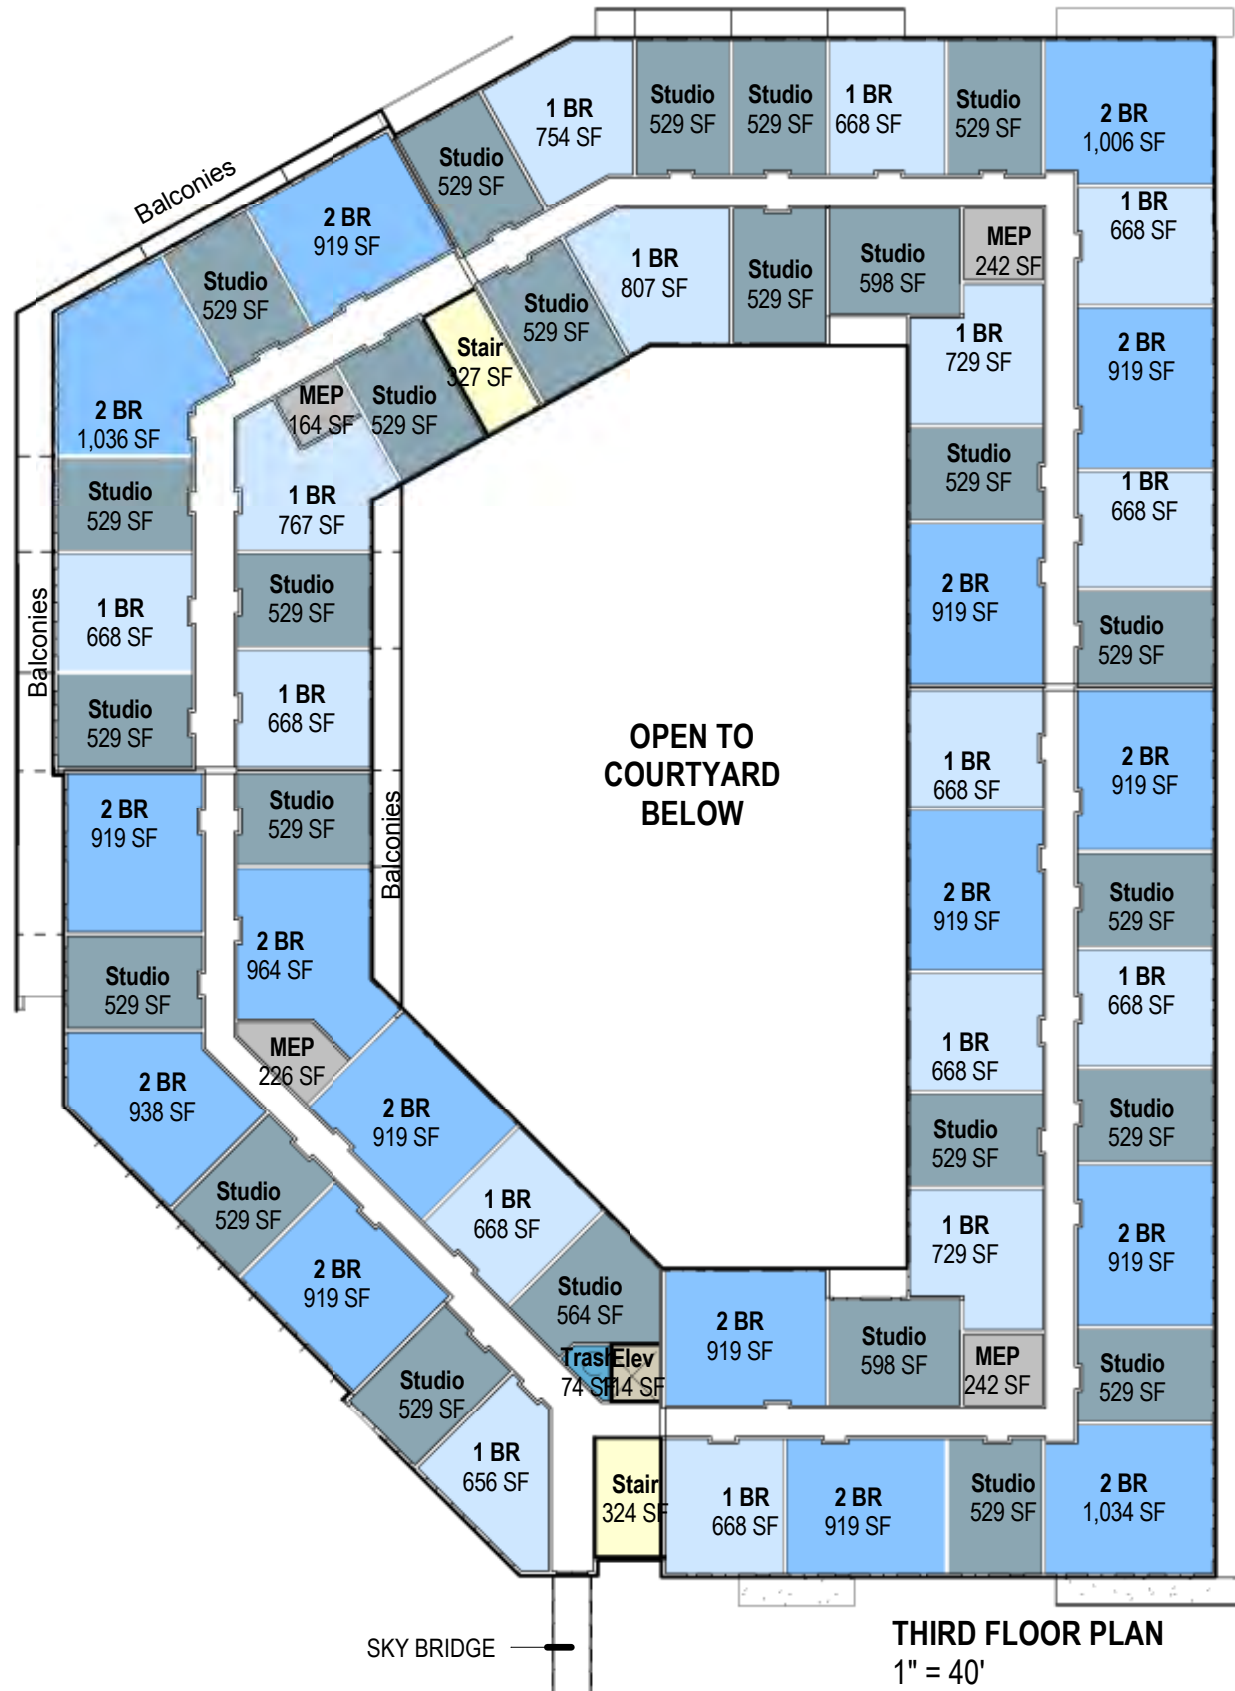 1 BR
754 SF
Studio
529 SF
Studio
529 SF
1 BR
668 SF
Studio
529 SF
2 BR
1,006 SF
Studio
529 SF
Balconies
2 BR
919 SF
Studio
529 SF
2 BR
1,036 SF
1 BR
668 SF
MEP
242 SF
Studio
598 SF
Studio
529 SF
1 BR
807 SF
Studio
529 SF
Stair
327 SF
Studio
529 SF
MEP
164 SF
1 BR
729 SF
2 BR
919 SF
Studio
529 SF
1 BR
767 SF
Studio
529 SF
1 BR
668 SF
1 BR
668 SF
Studio
529 SF
2 BR
919 SF
Studio
529 SF
Balconies
Studio
529 SF
1 BR
668 SF
OPEN TO
COURTYARD
BELOW
1 BR
668 SF
2 BR
919 SF
2 BR
919 SF
Studio
529 SF
Balconies
2 BR
919 SF
Studio
529 SF
Studio
529 SF
2 BR
964 SF
1 BR
668 SF
1 BR
668 SF
MEP
226 SF
2 BR
938 SF
2 BR
919 SF
Studio
529 SF
Studio
529 SF
Studio
529 SF
1 BR
668 SF
1 BR
729 SF
2 BR
919 SF
2 BR
919 SF
Studio
564 SF
2 BR
919 SF
Studio
598 SF
MEP
242 SF
Studio
529 SF
Trash
74 SF
Elev
114 SF
Studio
529 SF
1 BR
656 SF
Stair
324 SF
1 BR
668 SF
2 BR
919 SF
Studio
529 SF
2 BR
1,034 SF
SKY BRIDGE
THIRD FLOOR PLAN
1" = 40'